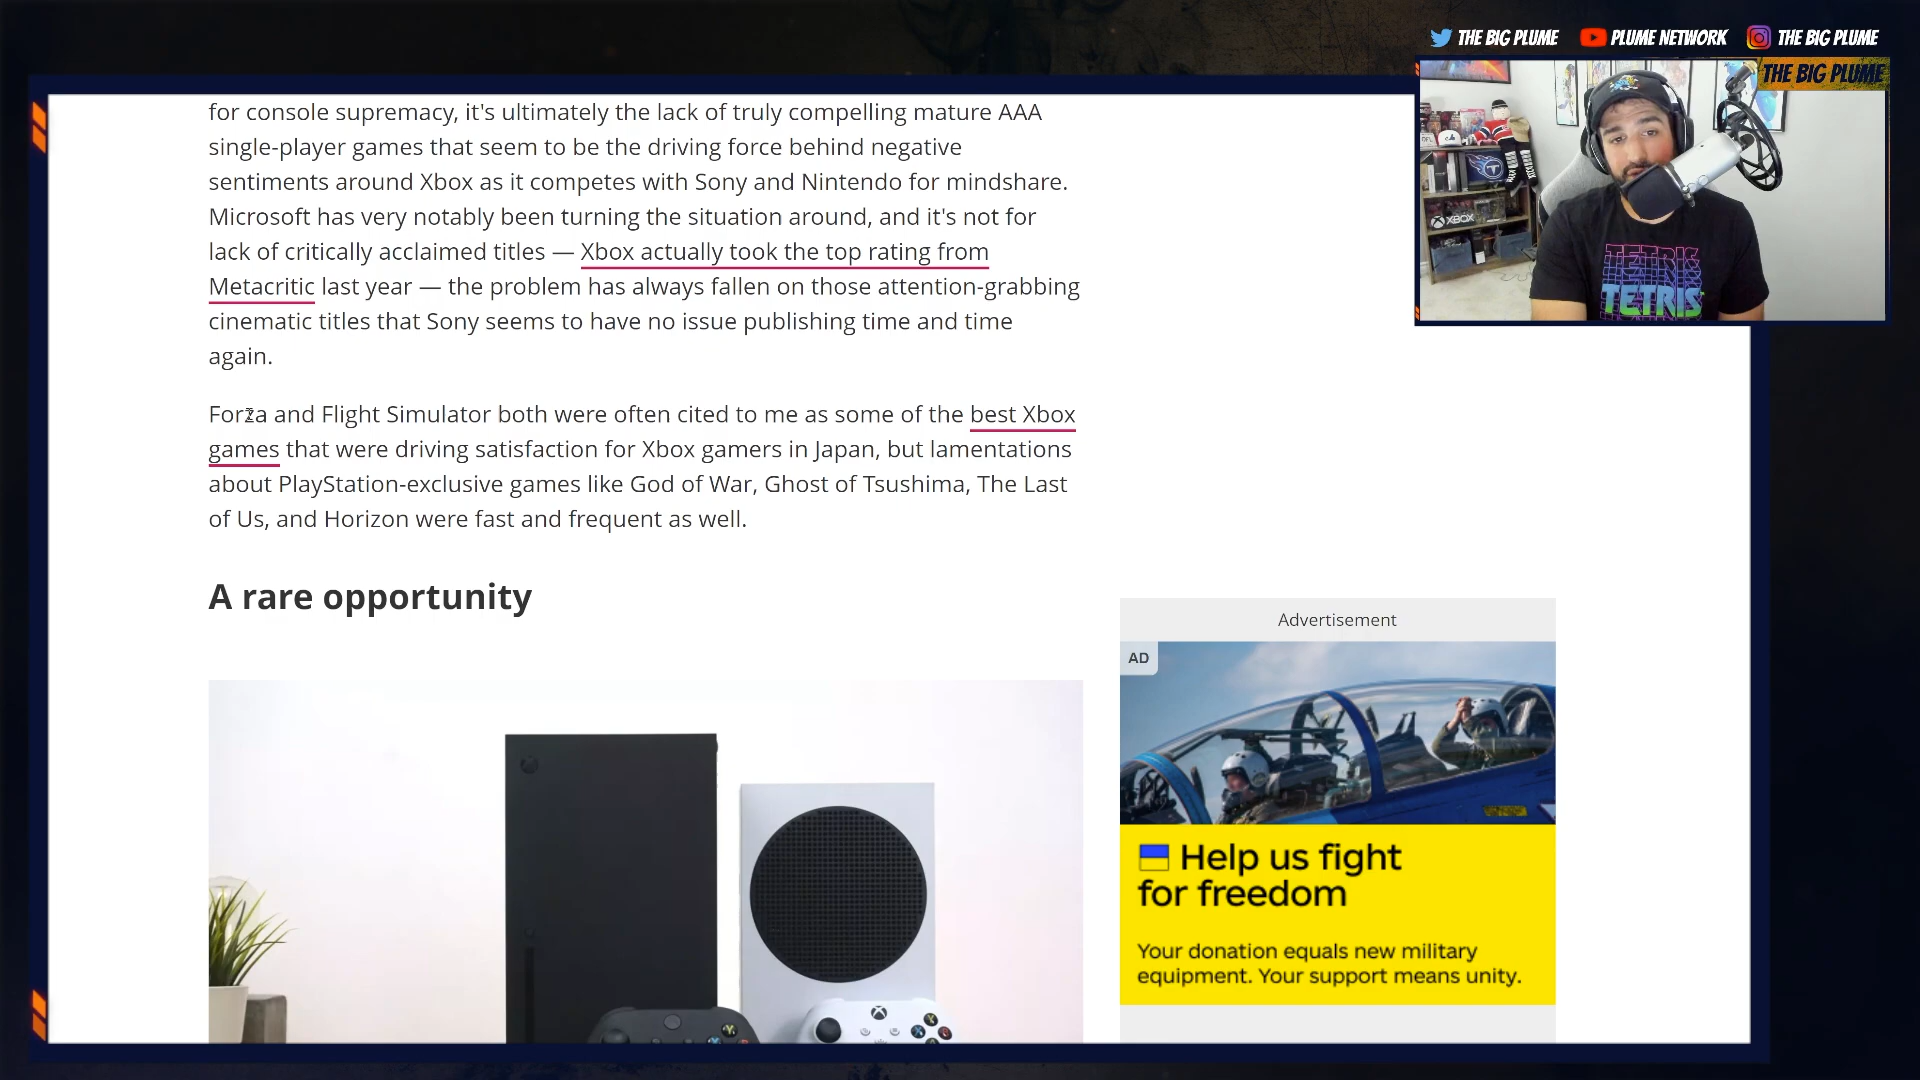 THE BIG PLUME PLUME NETWORK THE BIG PLUME
THE BIG PLUME
for console supremacy, it's ultimately the lack of truly compelling mature AAA
single-player games that seem to be the driving force behind negative
sentiments around Xbox as it competes with Sony and Nintendo for mindshare.
Microsoft has very notably been turning the situation around, and it's not for
lack of critically acclaimed titles — Xbox actually took the top rating from
Metacritic last year — the problem has always fallen on those attention-grabbing
cinematic titles that Sony seems to have no issue publishing time and time
again.
XBOX
TETRIS
TETRIS
Forza and Flight Simulator both were often cited to me as some of the best Xbox
games that were driving satisfaction for Xbox gamers in Japan, but lamentations
about PlayStation-exclusive games like God of War, Ghost of Tsushima, The Last
of Us, and Horizon were fast and frequent as well.
A rare opportunity
Advertisement
AD
Help us fight
for freedom
Your donation equals new military
equipment. Your support means unity.